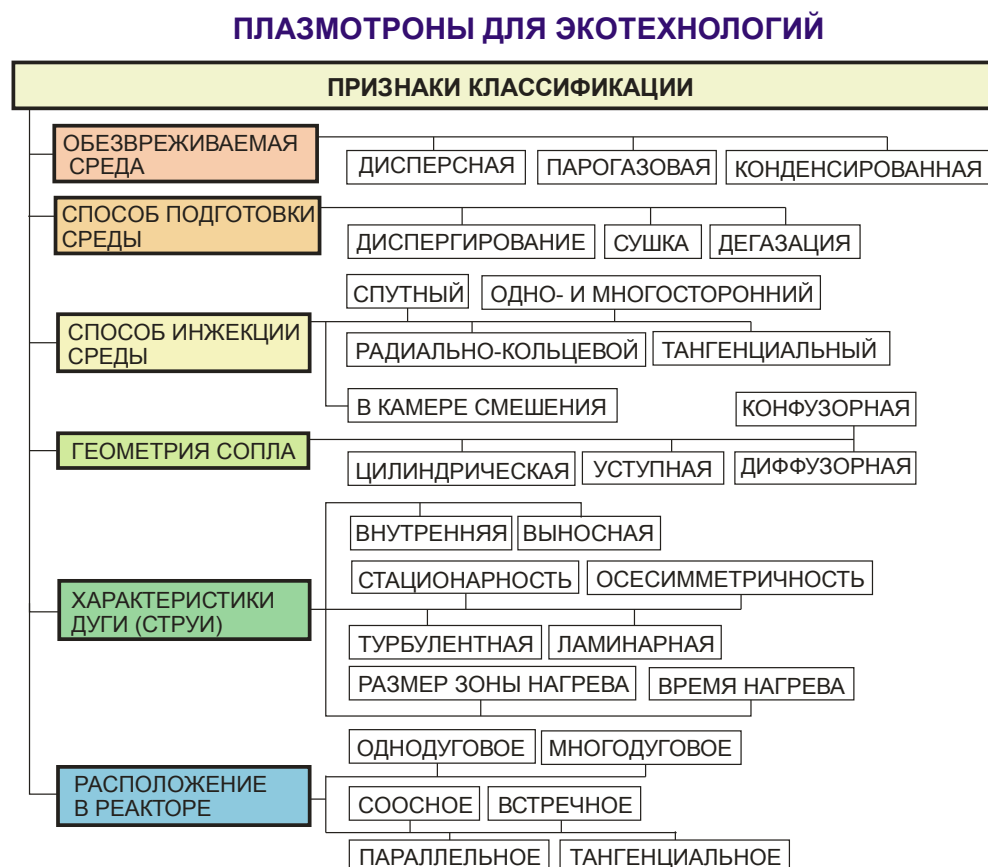 ПЛАЗМОТРОНЫ ДЛЯ ЭКОТЕХНОЛОГИЙ
ПРИЗНАКИ КЛАССИФИКАЦИИ
ОБЕЗВРЕЖИВАЕМАЯ
СРЕДА
ДИСПЕРСНАЯ
ПАРОГАЗОВАЯ
КОНДЕНСИРОВАННАЯ
СПОСОБ ПОДГОТОВКИ
СРЕДЫ
ДИСПЕРГИРОВАНИЕ
СУШКА
ДЕГАЗАЦИЯ
СПОСОБ ИНЖЕКЦИИ
СРЕДЫ
СПУТНЫЙ
ОДНО- И МНОГОСТОРОННИЙ
РАДИАЛЬНО-КОЛЬЦЕВОЙ
ТАНГЕНЦИАЛЬНЫЙ
В КАМЕРЕ СМЕШЕНИЯ
ГЕОМЕТРИЯ СОПЛА
КОНФУЗОРНАЯ
ЦИЛИНДРИЧЕСКАЯ
УСТУПНАЯ
ДИФФУЗОРНАЯ
ХАРАКТЕРИСТИКИ
ДУГИ (СТРУИ)
ВНУТРЕННЯЯ
ВЫНОСНАЯ
СТАЦИОНАРНОСТЬ
ОСЕСИММЕТРИЧНОСТЬ
ТУРБУЛЕНТНАЯ
ЛАМИНАРНАЯ
РАЗМЕР ЗОНЫ НАГРЕВА
ВРЕМЯ НАГРЕВА
РАСПОЛОЖЕНИЕ
В РЕАКТОРЕ
ОДНОДУГОВОЕ
МНОГОДУГОВОЕ
СООСНОЕ
ВСТРЕЧНОЕ
ПАРАЛЛЕЛЬНОЕ
ТАНГЕНЦИАЛЬНОЕ